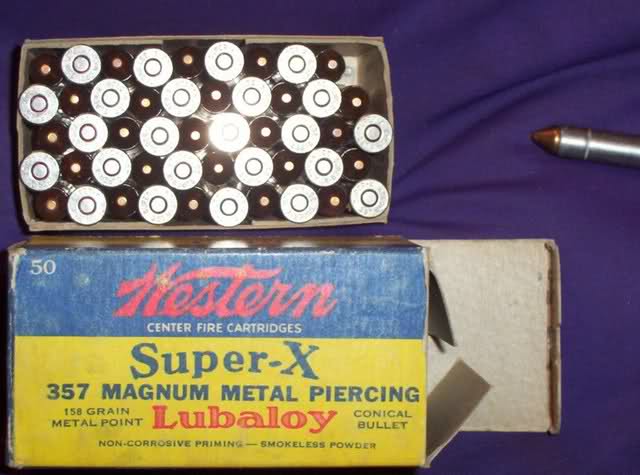 50
Western
CENTER FIRE CARTRIDGES
Super-X
357 MAGNUM METAL PIERCING
158 GRAIN
METAL POINT
Lubaloy
CONICAL
BULLET
NON-CORROSIVE PRIMING — SMOKELESS POWDER